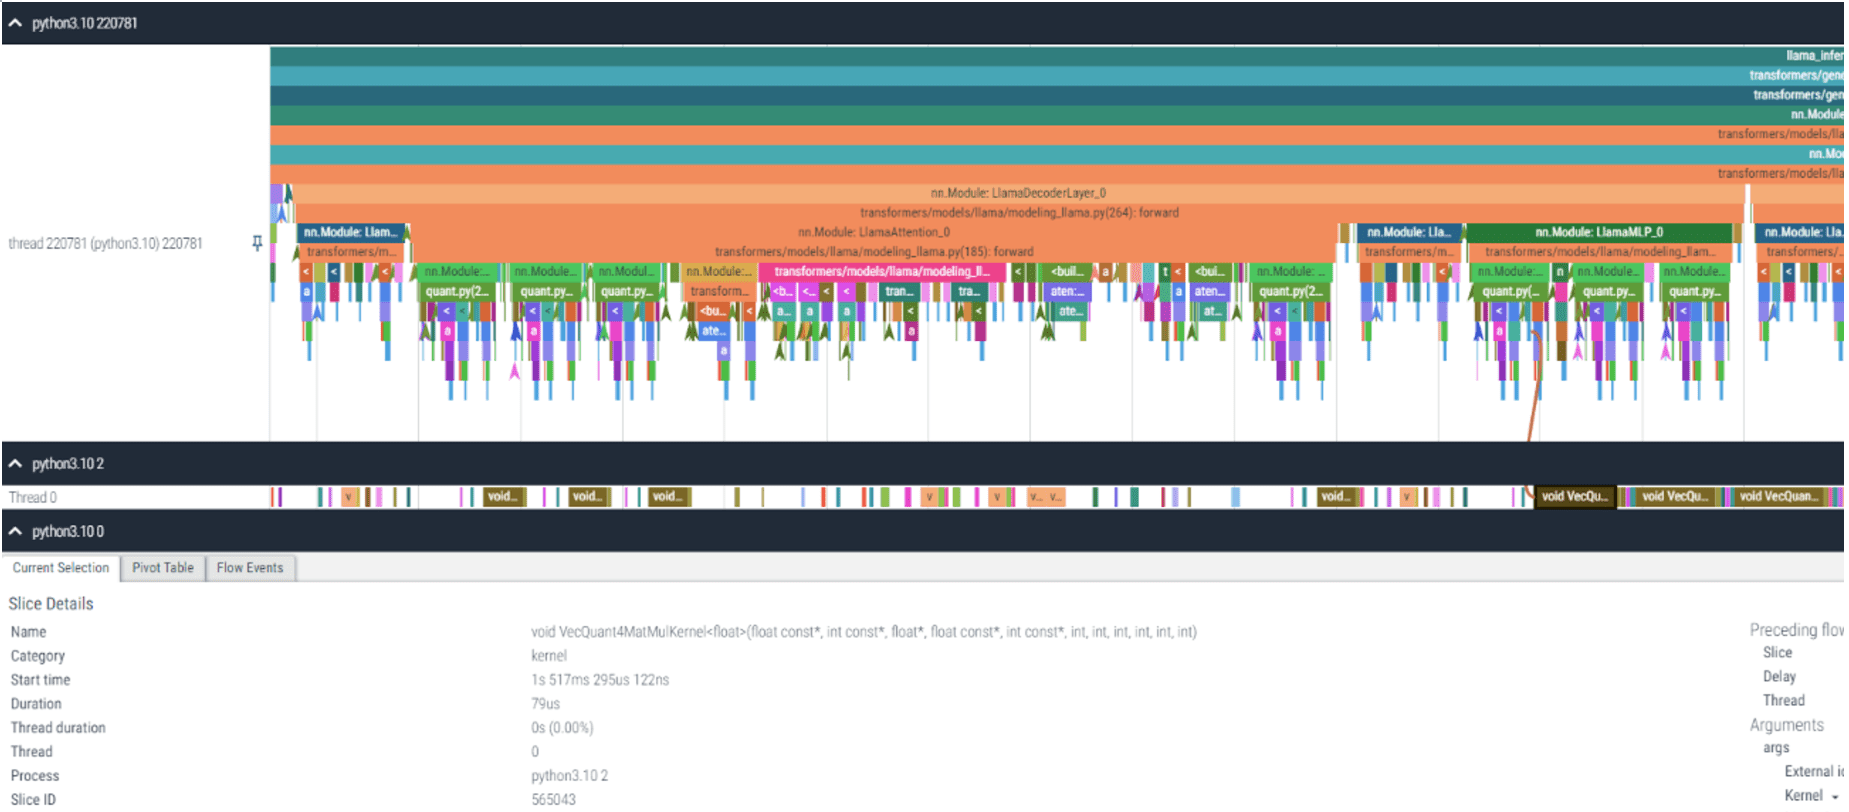 python3.10 220781
llama_infer
transformers/gene
transformers/gen
nn.Module
transformers/models/lla
nn.Mo
transformers/models/lla
nn.Module: LlamaDecoderLayer_0
transformers/models/llama/modeling_llama.py(264): forward
thread 220781 (python3.10) 220781
nn.Module: Llam... nn.Module: LlamaAttention_0 nn.Module: Lla... nn.Module: LlamaMLP_0 nn.Module: Lla.
transformers/m... transformers/models/llama/modeling_llama.py(185): forward transformers/m... transformers/models/llama/modeling_llam... transformers/...
< < < nn.Module:... nn.Module... nn.Modul... nn.Module:... transformers/models/llama/modeling_ll... < <buil... a t < <bui... nn.Module: ... < nn.Module:... n nn.Module... nn.Module... < < <
a quant.py(2... quant.py... quant.py... transform... <b... <... < < tran... tra... aten:... a aten... quant.py(2... quant.py(... quant.py... quant.py... a
< < < < <bu... < a... a a < < ate... at... < < < < <
a a ate... a a a a
a
python3.10 2
Thread 0 v void... void... void... v v v... v... void... v void VecQu... void VecQu... void VecQuan...
python3.10 0
Current Selection Pivot Table Flow Events
Slice Details
Name void VecQuant4MatMulKernel<float>(float const*, int const*, float*, float const*, int const*, int, int, int, int, int, int) Preceding flow
Category kernel Slice
Start time 1s 517ms 295us 122ns Delay
Duration 79us Thread
Thread duration 0s (0.00%) Arguments
Thread 0 args
Process python3.10 2 External id
Slice ID 565043 Kernel